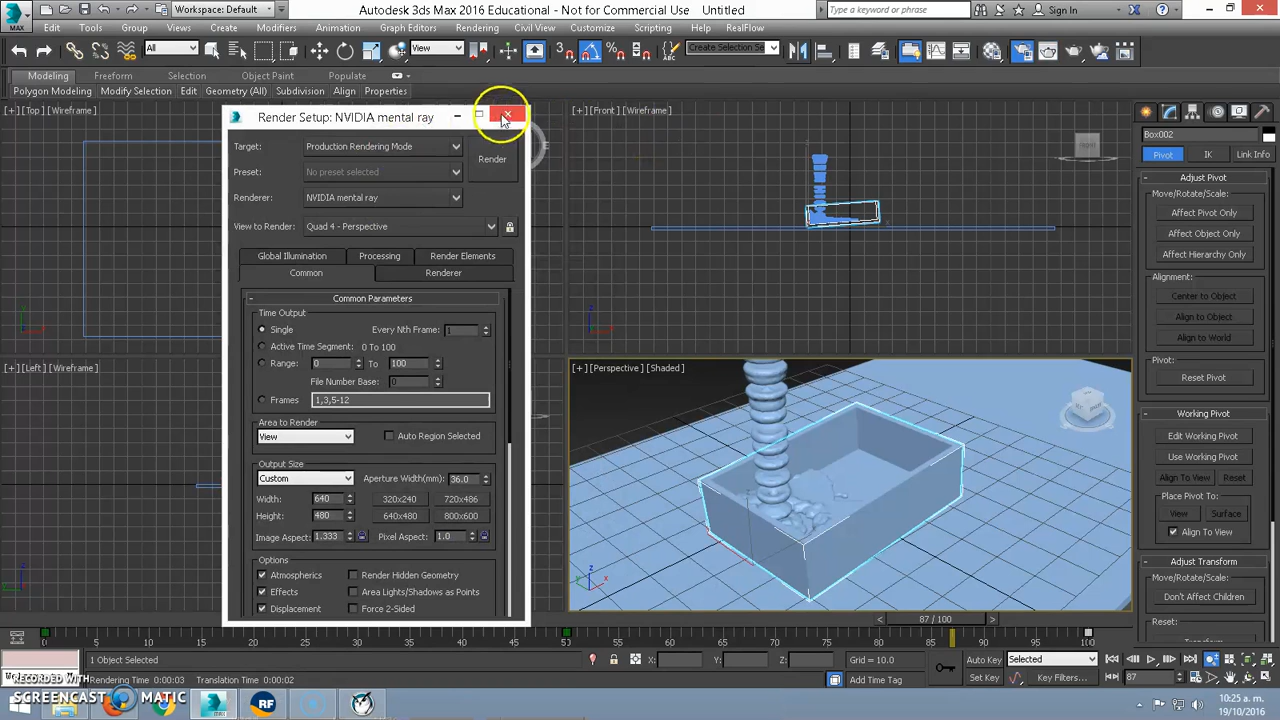 Autodesk 3ds Max 2016 Educational - Not for Commercial Use Untitled
Workspace: Default
Type a keyword or phrase
Sign In
MAX
Edit Tools Group Views Create Modifiers Animation Graph Editors Rendering Civil View Customize Scripting Help RealFlow
All
View
Create Selection Se
Modeling Freeform Selection Object Paint Populate
Polygon Modeling Modify Selection Edit Geometry (All) Subdivision Align Properties
[+] [Top] [Wireframe]
[+] [Front] [Wireframe]
[+] [Left] [Wireframe]
[+] [Perspective] [Shaded]
FRONT
Render Setup: NVIDIA mental ray
Target: Production Rendering Mode
Preset: No preset selected
Render
Renderer: NVIDIA mental ray
View to Render: Quad 4 - Perspective
Global Illumination Processing Render Elements
Common Renderer
Common Parameters
Time Output
Single Every Nth Frame: 1
Active Time Segment: 0 To 100
Range: 0 To 100
File Number Base: 0
Frames 1,3,5-12
Area to Render
View Auto Region Selected
Output Size
Custom Aperture Width(mm): 36.0
Width: 640 320x240 720x486
Height: 480 640x480 800x600
Image Aspect: 1.333 Pixel Aspect: 1.0
Options
Atmospherics Render Hidden Geometry
Effects Area Lights/Shadows as Points
Displacement Force 2-Sided
Box002
Pivot IK Link Info
Adjust Pivot
Move/Rotate/Scale:
Affect Pivot Only
Affect Object Only
Affect Hierarchy Only
Alignment:
Center to Object
Align to Object
Align to World
Pivot:
Reset Pivot
Working Pivot
Edit Working Pivot
Use Working Pivot
Align To View Reset
Place Pivot To:
View Surface
Align To View
Adjust Transform
Move/Rotate/Scale:
Don't Affect Children
Reset:
87 / 100
0 5 10 15 20 25 30 35 40 45 50 55 60 65 70 75 80 85 90 95 100
1 Object Selected
X: Y: Z: Grid = 10.0
Auto Key Selected
Rendering Time: 0:00:03 Translation Time: 0:00:02
Add Time Tag
Set Key Key Filters... 87
RECORDED WITH
SCREENCAST MATIC
RF
10:25 a. m.
19/10/2016